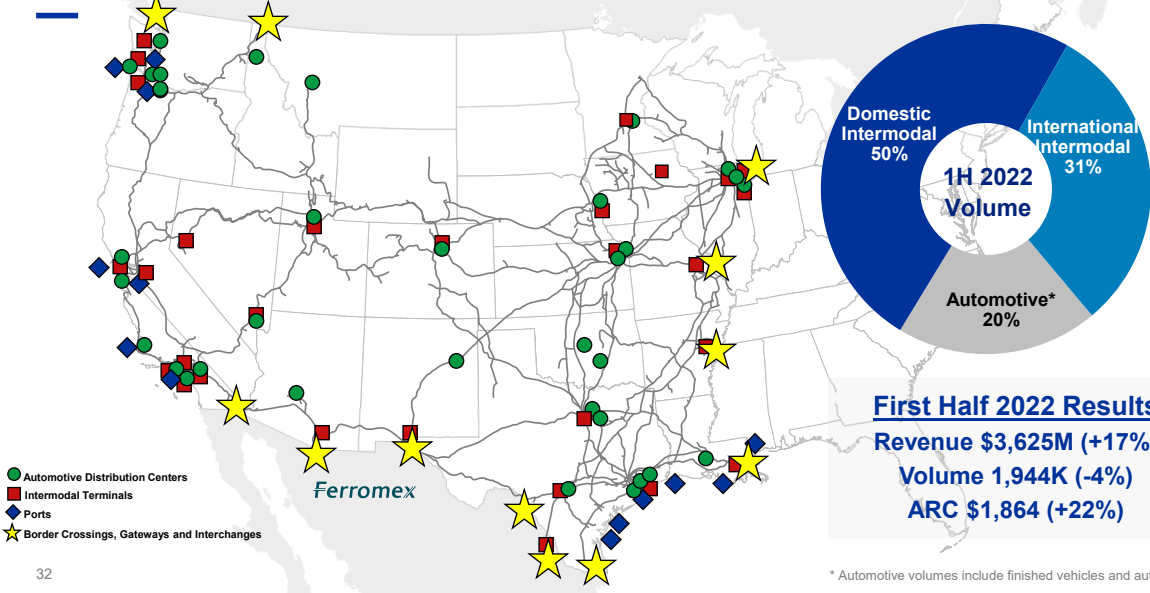 Domestic
Intermodal
50%
International
Intermodal
31%
1H 2022
Volume
Automotive*
20%
First Half 2022 Results
Revenue $3,625M (+17%
Volume 1,944K (-4%)
ARC $1,864 (+22%)
Ferromex
Automotive Distribution Centers
Intermodal Terminals
Ports
Border Crossings, Gateways and Interchanges
32
* Automotive volumes include finished vehicles and